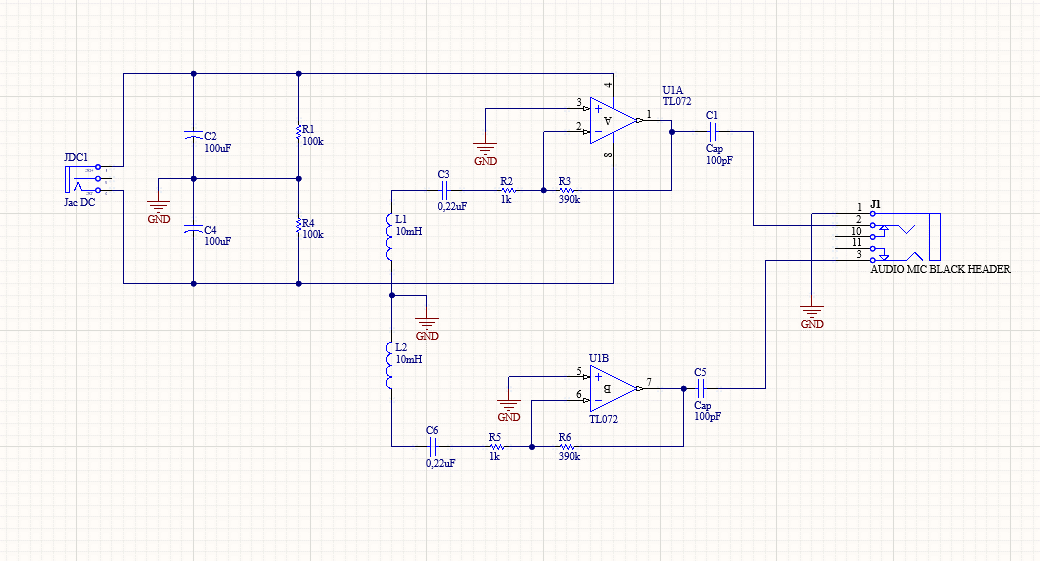 JDC1
Jac DC
C2
100uF
R1
100k
GND
C4
100uF
R4
100k
C3
0,22uF
R2
1k
R3
390k
L1
10mH
GND
3
2
4
8
1
A
U1A
TL072
GND
C1
Cap
100pF
J1
1
2
10
11
3
AUDIO MIC BLACK HEADER
GND
L2
10mH
C6
0,22uF
R5
1k
R6
390k
GND
U1B
5
6
B
7
TL072
C5
Cap
100pF